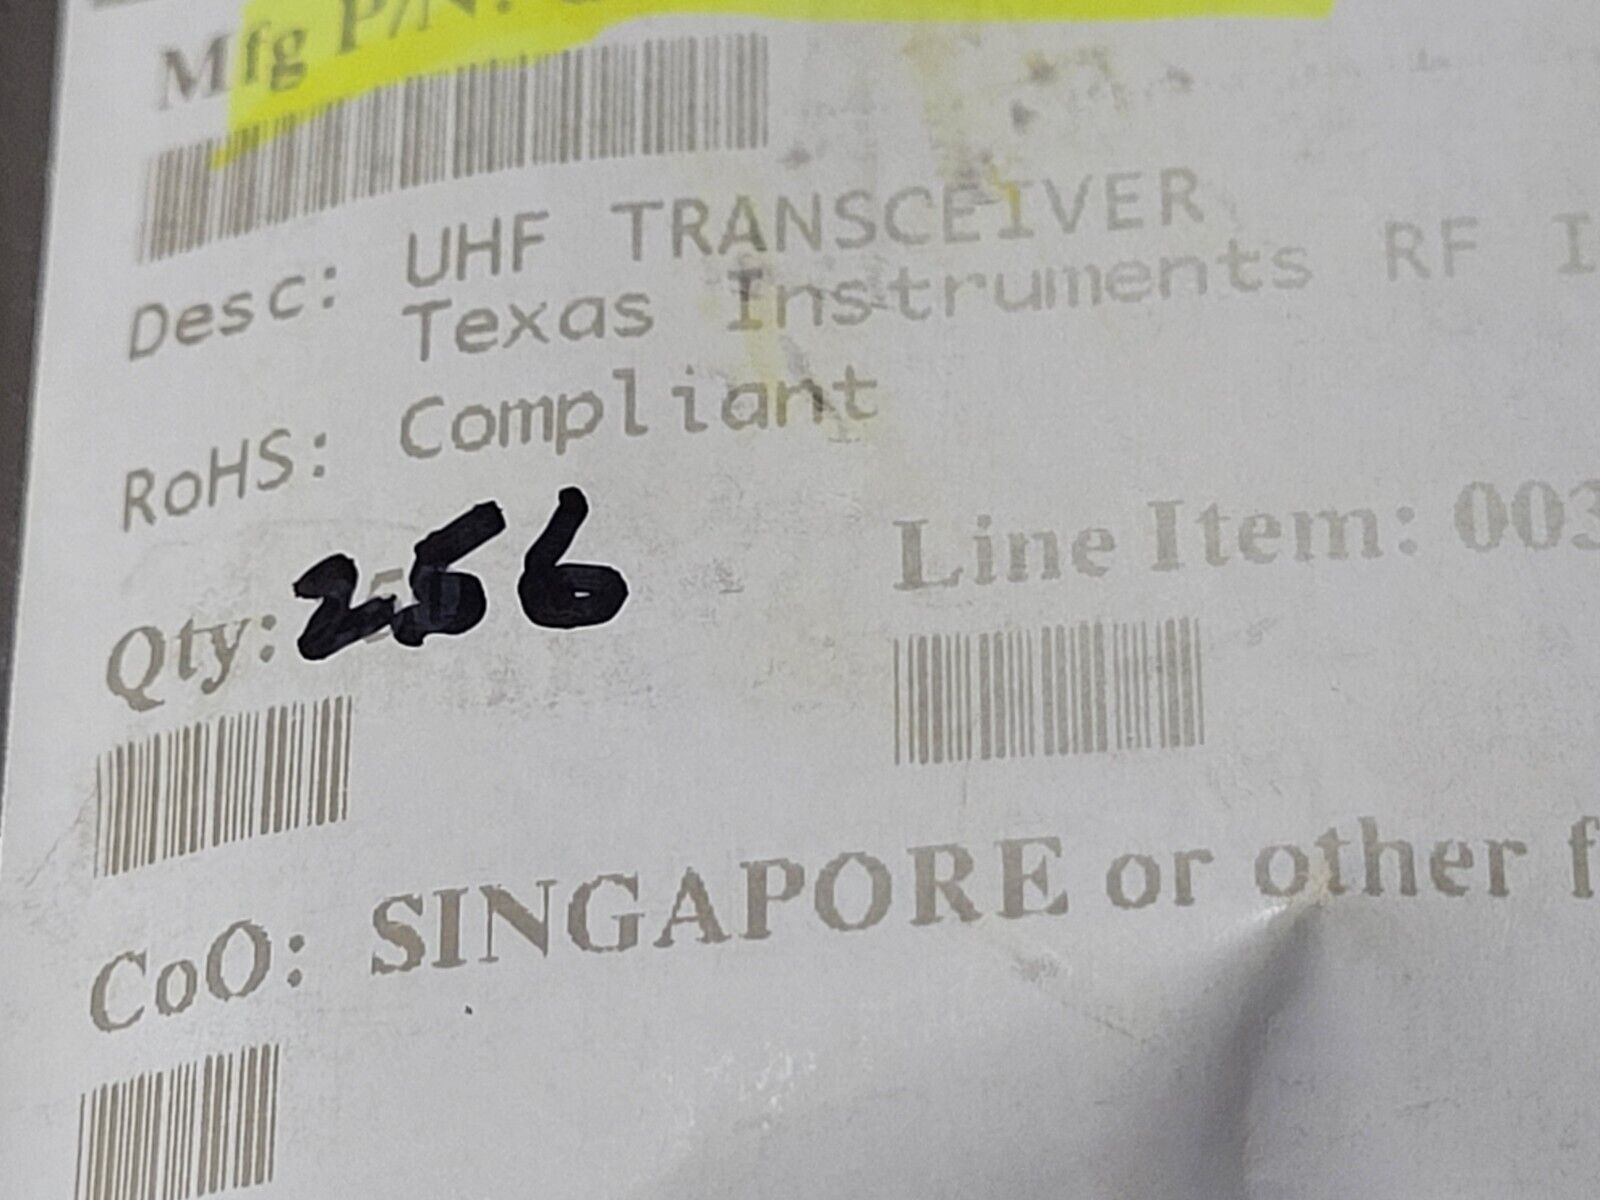 Mfg P/N:
Desc: UHF TRANSCEIVER
Texas Instruments RF I
RoHS: Compliant
Qty: 256
Line Item: 003
CoO: SINGAPORE or other f